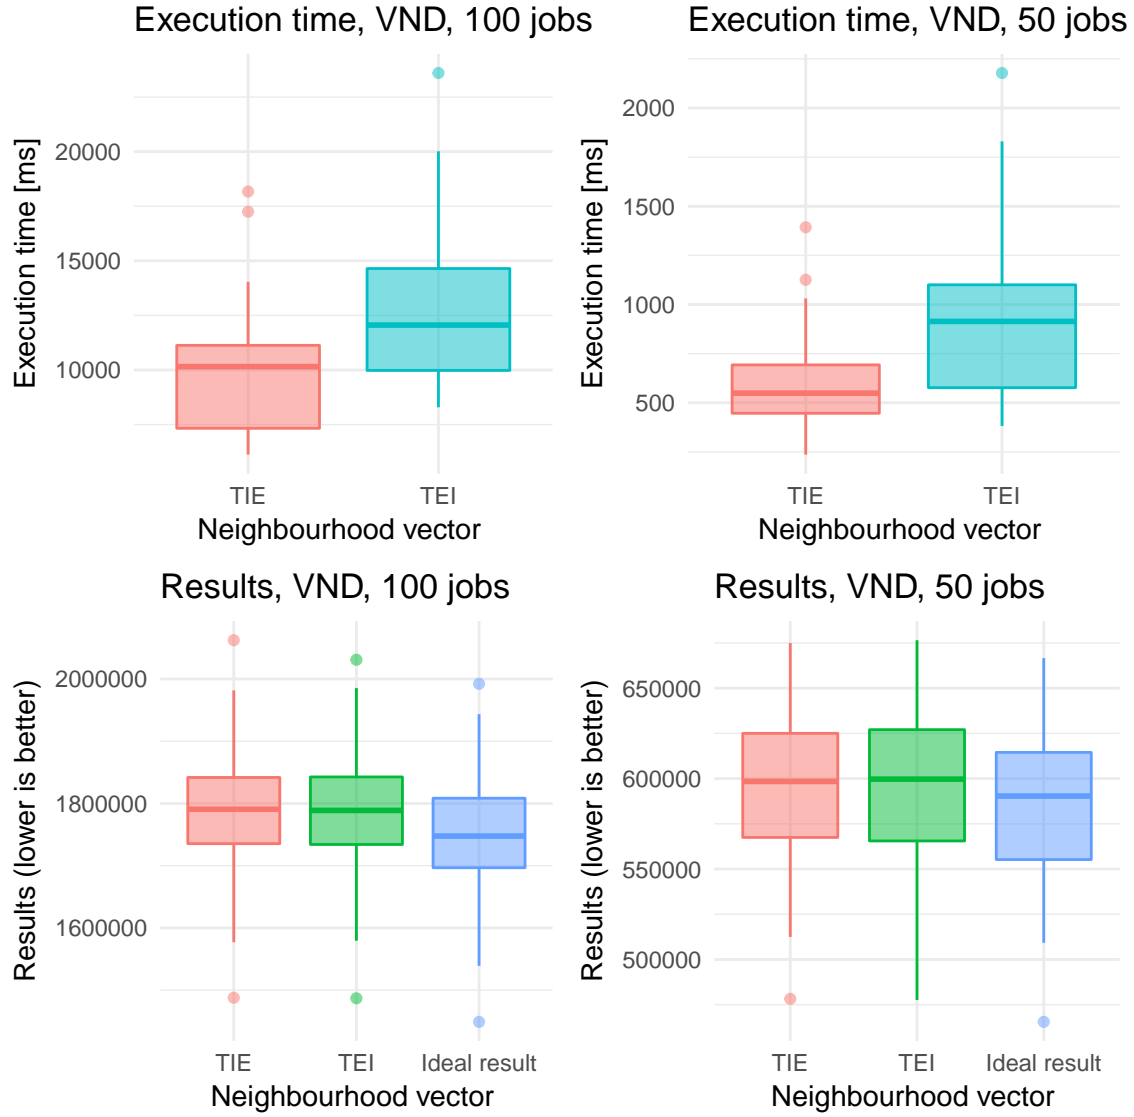 Execution time, VND, 100 jobs
Execution time [ms]
20000
15000
10000
TIE TEI
Neighbourhood vector
Execution time, VND, 50 jobs
Execution time [ms]
2000
1500
1000
500
TIE TEI
Neighbourhood vector
Results, VND, 100 jobs
Results (lower is better)
2000000
1800000
1600000
TIE TEI Ideal result
Neighbourhood vector
Results, VND, 50 jobs
Results (lower is better)
650000
600000
550000
500000
TIE TEI Ideal result
Neighbourhood vector